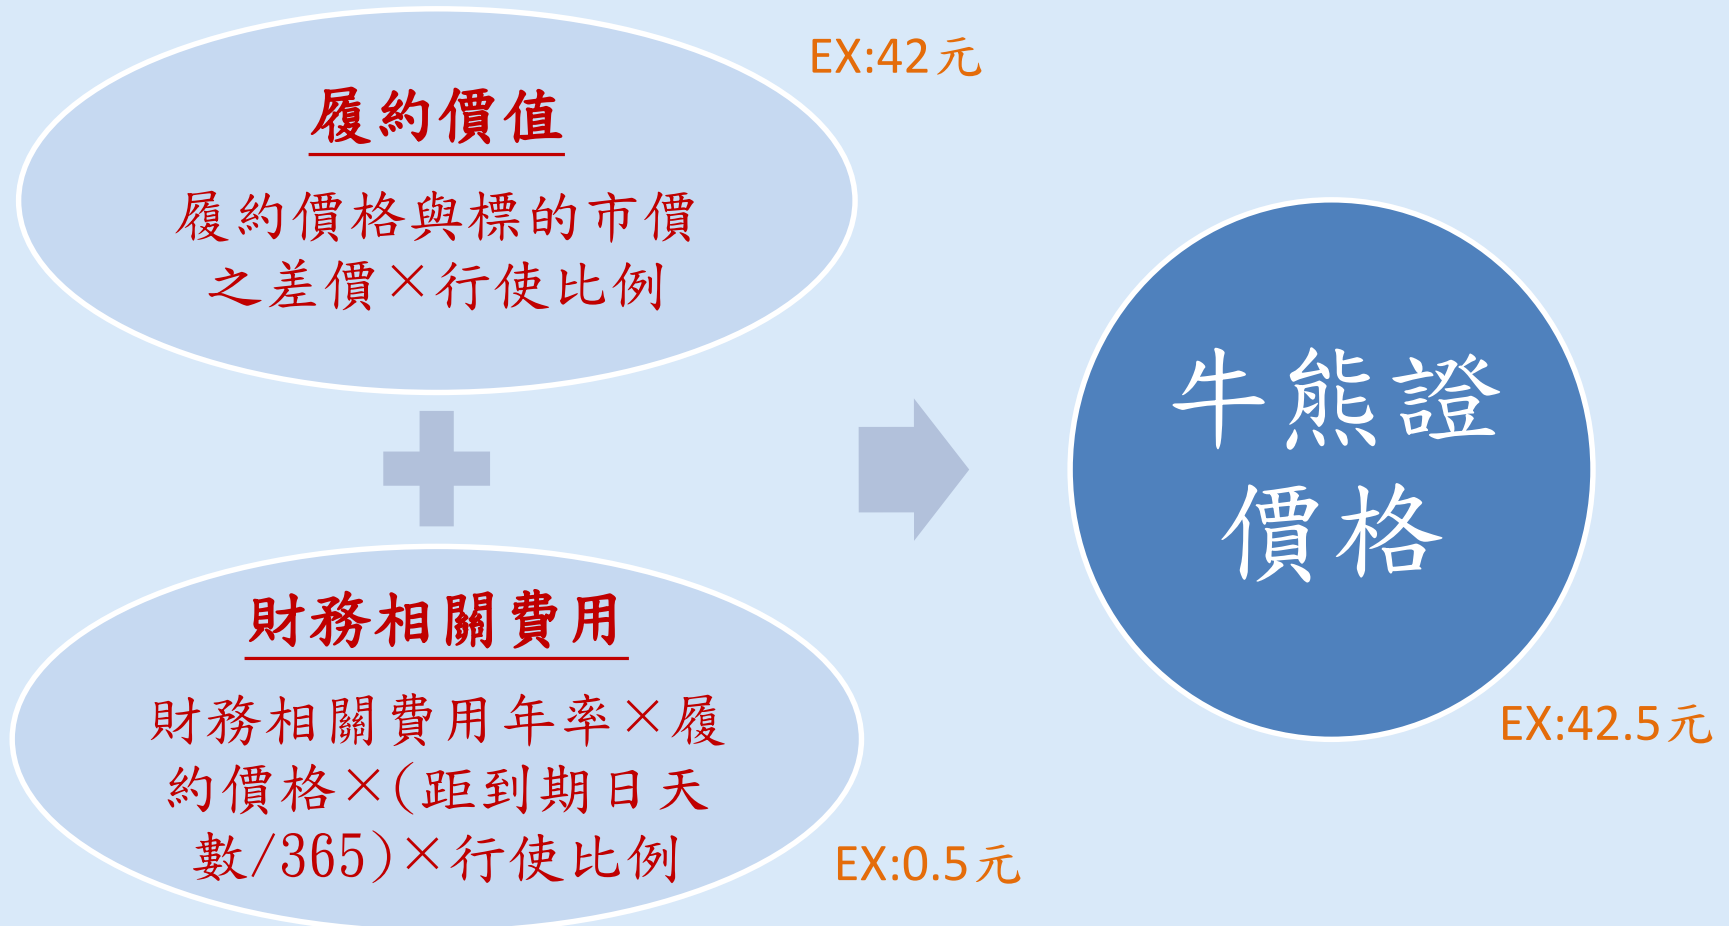 EX:42元
履約價值
履約價格與標的市價
之差價×行使比例
牛熊證
價格
EX:42.5元
財務相關費用
財務相關費用年率×履
約價格×(距到期日天
數/365)×行使比例
EX:0.5元